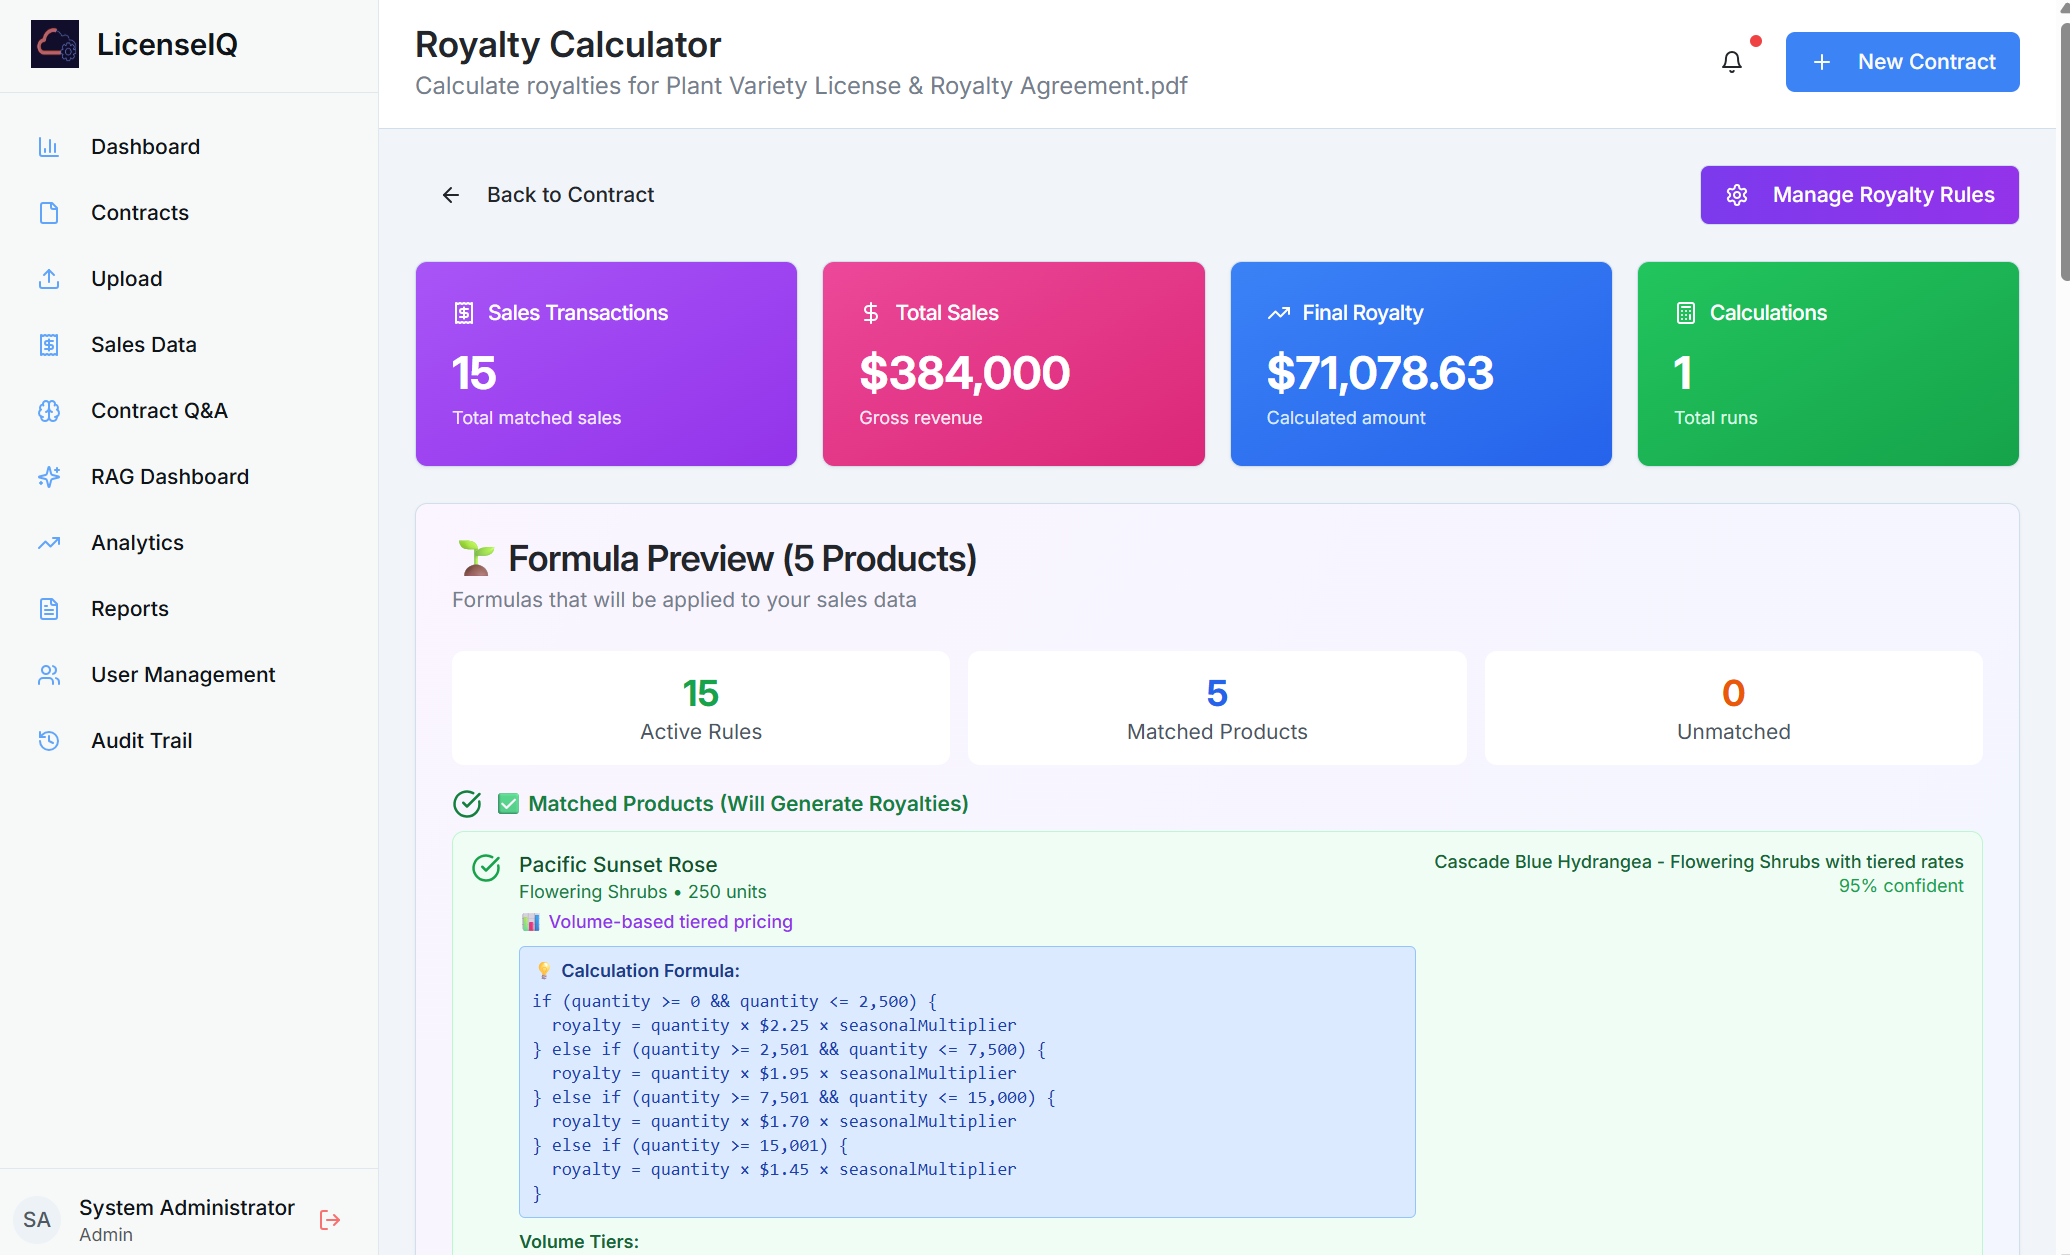 LicenseIQ
Dashboard
Contracts
Upload
Sales Data
Contract Q&A
RAG Dashboard
Analytics
Reports
User Management
Audit Trail
SA
System Administrator
Admin
Royalty Calculator
Calculate royalties for Plant Variety License & Royalty Agreement.pdf
New Contract
Back to Contract
Manage Royalty Rules
Sales Transactions
15
Total matched sales
Total Sales
$384,000
Gross revenue
Final Royalty
$71,078.63
Calculated amount
Calculations
1
Total runs
Formula Preview (5 Products)
Formulas that will be applied to your sales data
15
Active Rules
5
Matched Products
0
Unmatched
Matched Products (Will Generate Royalties)
Pacific Sunset Rose
Flowering Shrubs • 250 units
Volume-based tiered pricing
Cascade Blue Hydrangea - Flowering Shrubs with tiered rates
95% confident
Calculation Formula:
if (quantity >= 0 && quantity <= 2,500) {
  royalty = quantity × $2.25 × seasonalMultiplier
} else if (quantity >= 2,501 && quantity <= 7,500) {
  royalty = quantity × $1.95 × seasonalMultiplier
} else if (quantity >= 7,501 && quantity <= 15,000) {
  royalty = quantity × $1.70 × seasonalMultiplier
} else if (quantity >= 15,001) {
  royalty = quantity × $1.45 × seasonalMultiplier
}
Volume Tiers: